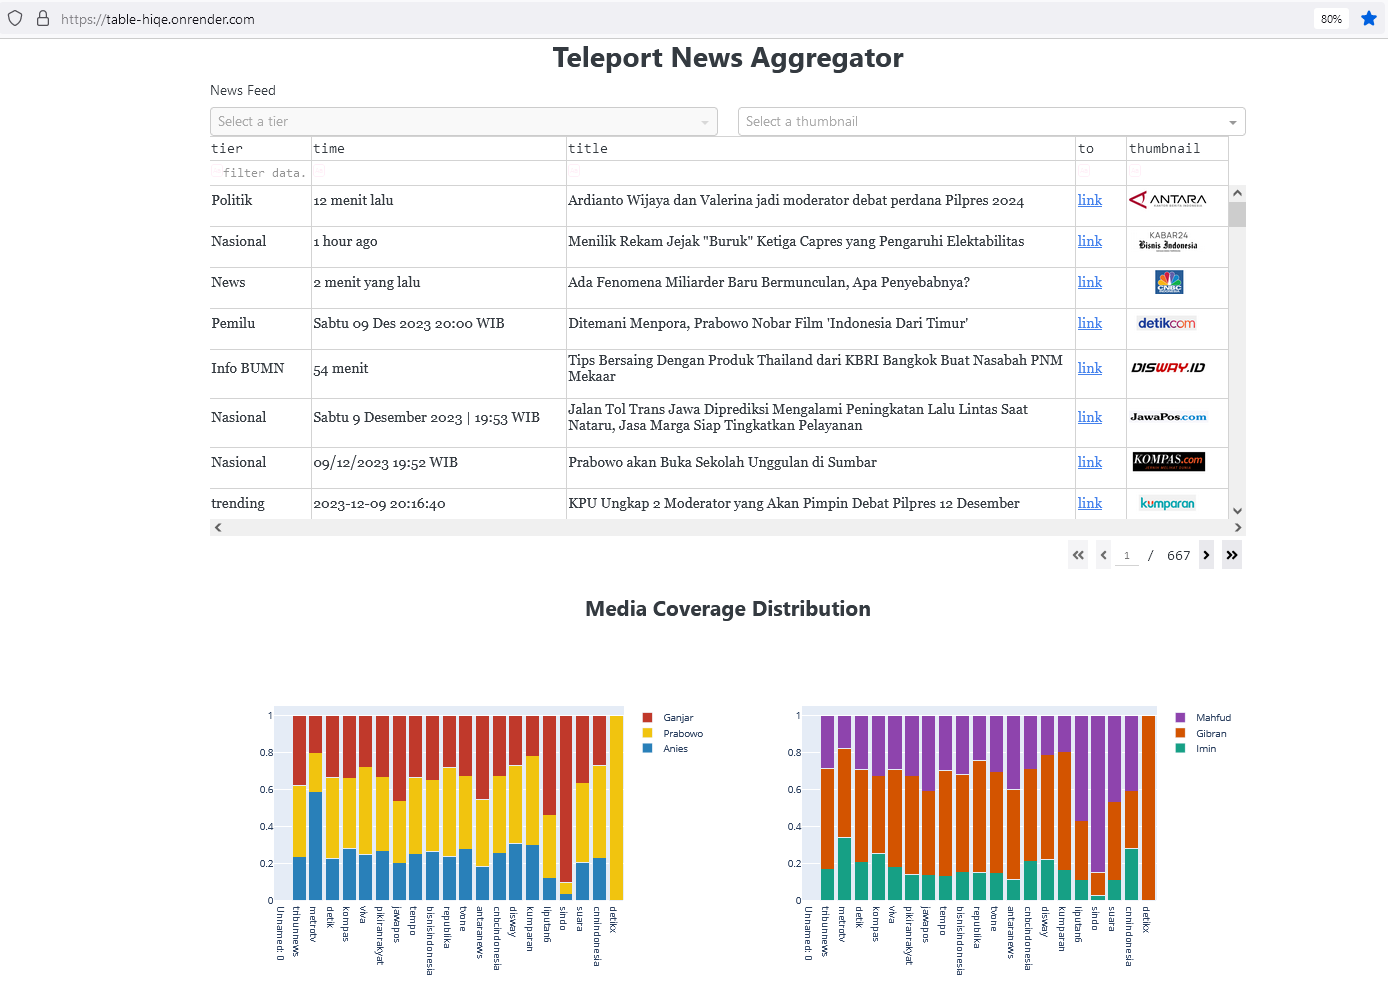 https://table-hiqe.onrender.com
80%
Teleport News Aggregator
News Feed
Select a tier
Select a thumbnail
tier time title to thumbnail
filter data.
Politik 12 menit lalu Ardianto Wijaya dan Valerina jadi moderator debat perdana Pilpres 2024 link ANTARA
Nasional 1 hour ago Menilik Rekam Jejak "Buruk" Ketiga Capres yang Pengaruhi Elektabilitas link KABAR24 Bisnis Indonesia
News 2 menit yang lalu Ada Fenomena Miliarder Baru Bermunculan, Apa Penyebabnya? link CNBC
Pemilu Sabtu 09 Des 2023 20:00 WIB Ditemani Menpora, Prabowo Nobar Film 'Indonesia Dari Timur' link detikcom
Info BUMN 54 menit Tips Bersaing Dengan Produk Thailand dari KBRI Bangkok Buat Nasabah PNM
Mekaar link DISWAY.ID
Nasional Sabtu 9 Desember 2023 | 19:53 WIB Jalan Tol Trans Jawa Diprediksi Mengalami Peningkatan Lalu Lintas Saat
Nataru, Jasa Marga Siap Tingkatkan Pelayanan link JawaPos.com
Nasional 09/12/2023 19:52 WIB Prabowo akan Buka Sekolah Unggulan di Sumbar link KOMPAS.com
trending 2023-12-09 20:16:40 KPU Ungkap 2 Moderator yang Akan Pimpin Debat Pilpres 12 Desember link kumparan
1 / 667
Media Coverage Distribution
1
0.8
0.6
0.4
0.2
0
Unnamed: 0
tribunnews
metrotv
detik
kompas
viva
pikiranrakyat
jawapos
tempo
bisnisindonesia
republika
tvone
antaranews
cnbcindonesia
disway
kumparan
liputan6
sindo
suara
cnnindonesia
detikx
Ganjar
Prabowo
Anies
1
0.8
0.6
0.4
0.2
0
Unnamed: 0
tribunnews
metrotv
detik
kompas
viva
pikiranrakyat
jawapos
tempo
bisnisindonesia
republika
tvone
antaranews
cnbcindonesia
disway
kumparan
liputan6
sindo
suara
cnnindonesia
detikx
Mahfud
Gibran
Imin